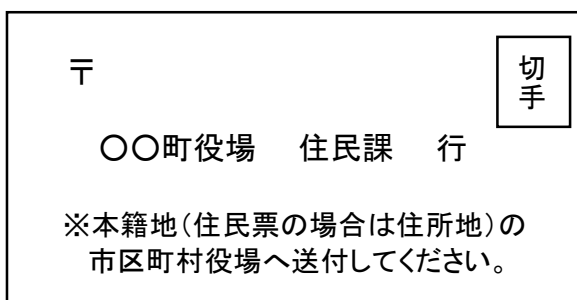 〒
切手
〇〇町役場　住民課　行
※本籍地(住民票の場合は住所地)の
市区町村役場へ送付してください。